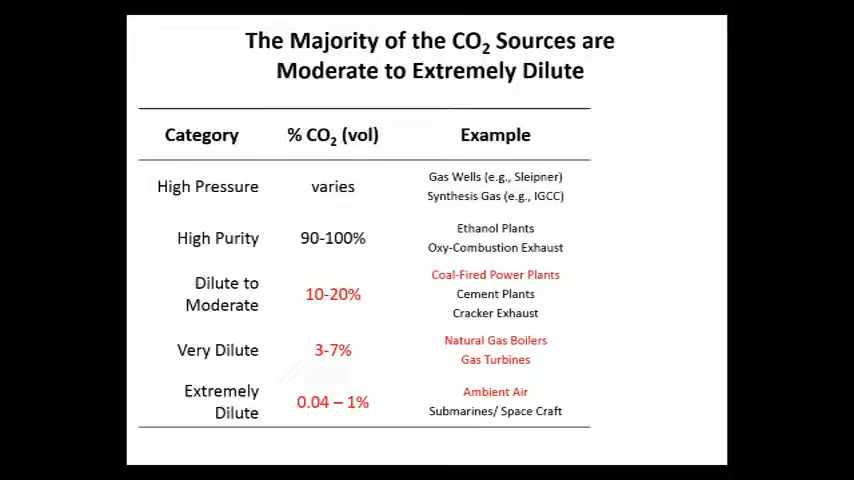 The Majority of the CO₂ Sources are
Moderate to Extremely Dilute
Category % CO₂ (vol) Example
High Pressure varies Gas Wells (e.g., Sleipner)
Synthesis Gas (e.g., IGCC)
High Purity 90-100% Ethanol Plants
Oxy-Combustion Exhaust
Dilute to
Moderate 10-20% Coal-Fired Power Plants
Cement Plants
Cracker Exhaust
Very Dilute 3-7% Natural Gas Boilers
Gas Turbines
Extremely
Dilute 0.04 – 1% Ambient Air
Submarines/ Space Craft